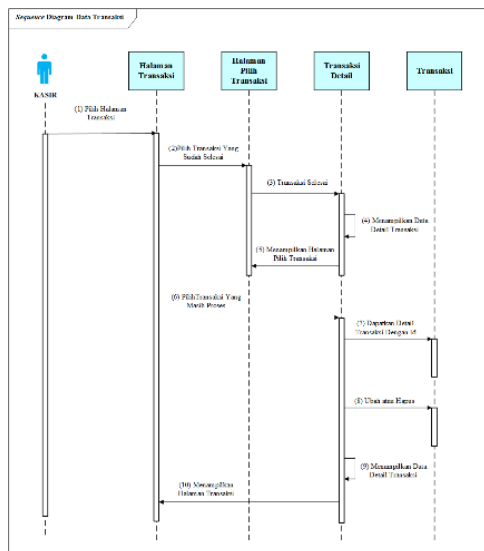 Sequence Diagram Data Transaksi
KASIR
Halaman
Transaksi
Halaman
Pilih
Transaksi
Transaksi
Detail
Transaksi
(1) Pilih Halaman
Transaksi
(2)Pilih Transaksi Yang
Sudah Selesai
(3) Transaksi Selesai
(4) Menampilkan Data
Detail Transaksi
(5) Menampilkan Halaman
Pilih Transaksi
(6) PilihTransaksi Yang
Masih Proses
(7) Dapatkan Detail
Transaksi Dengan Id
(8) Ubah atau Hapus
(9) Menampilkan Data
Detail Transaksi
(10) Menampilkan
Halaman Transaksi